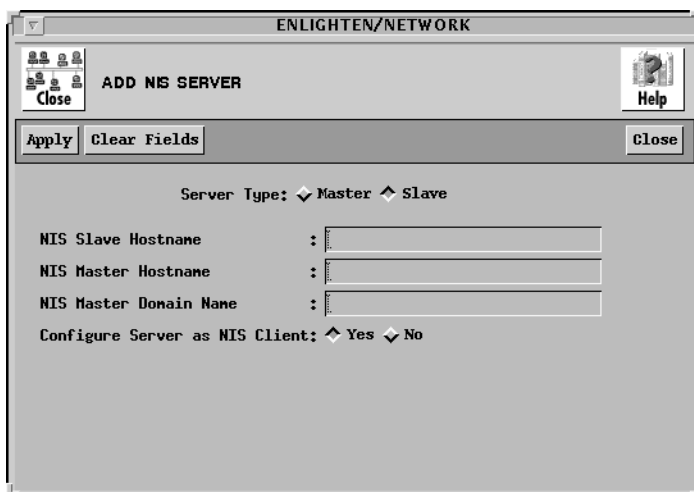 ENLIGHTEN/NETWORK
Close
ADD NIS SERVER
Help
Apply Clear Fields Close
Server Type: Master Slave
NIS Slave Hostname :
NIS Master Hostname :
NIS Master Domain Name :
Configure Server as NIS Client: Yes No